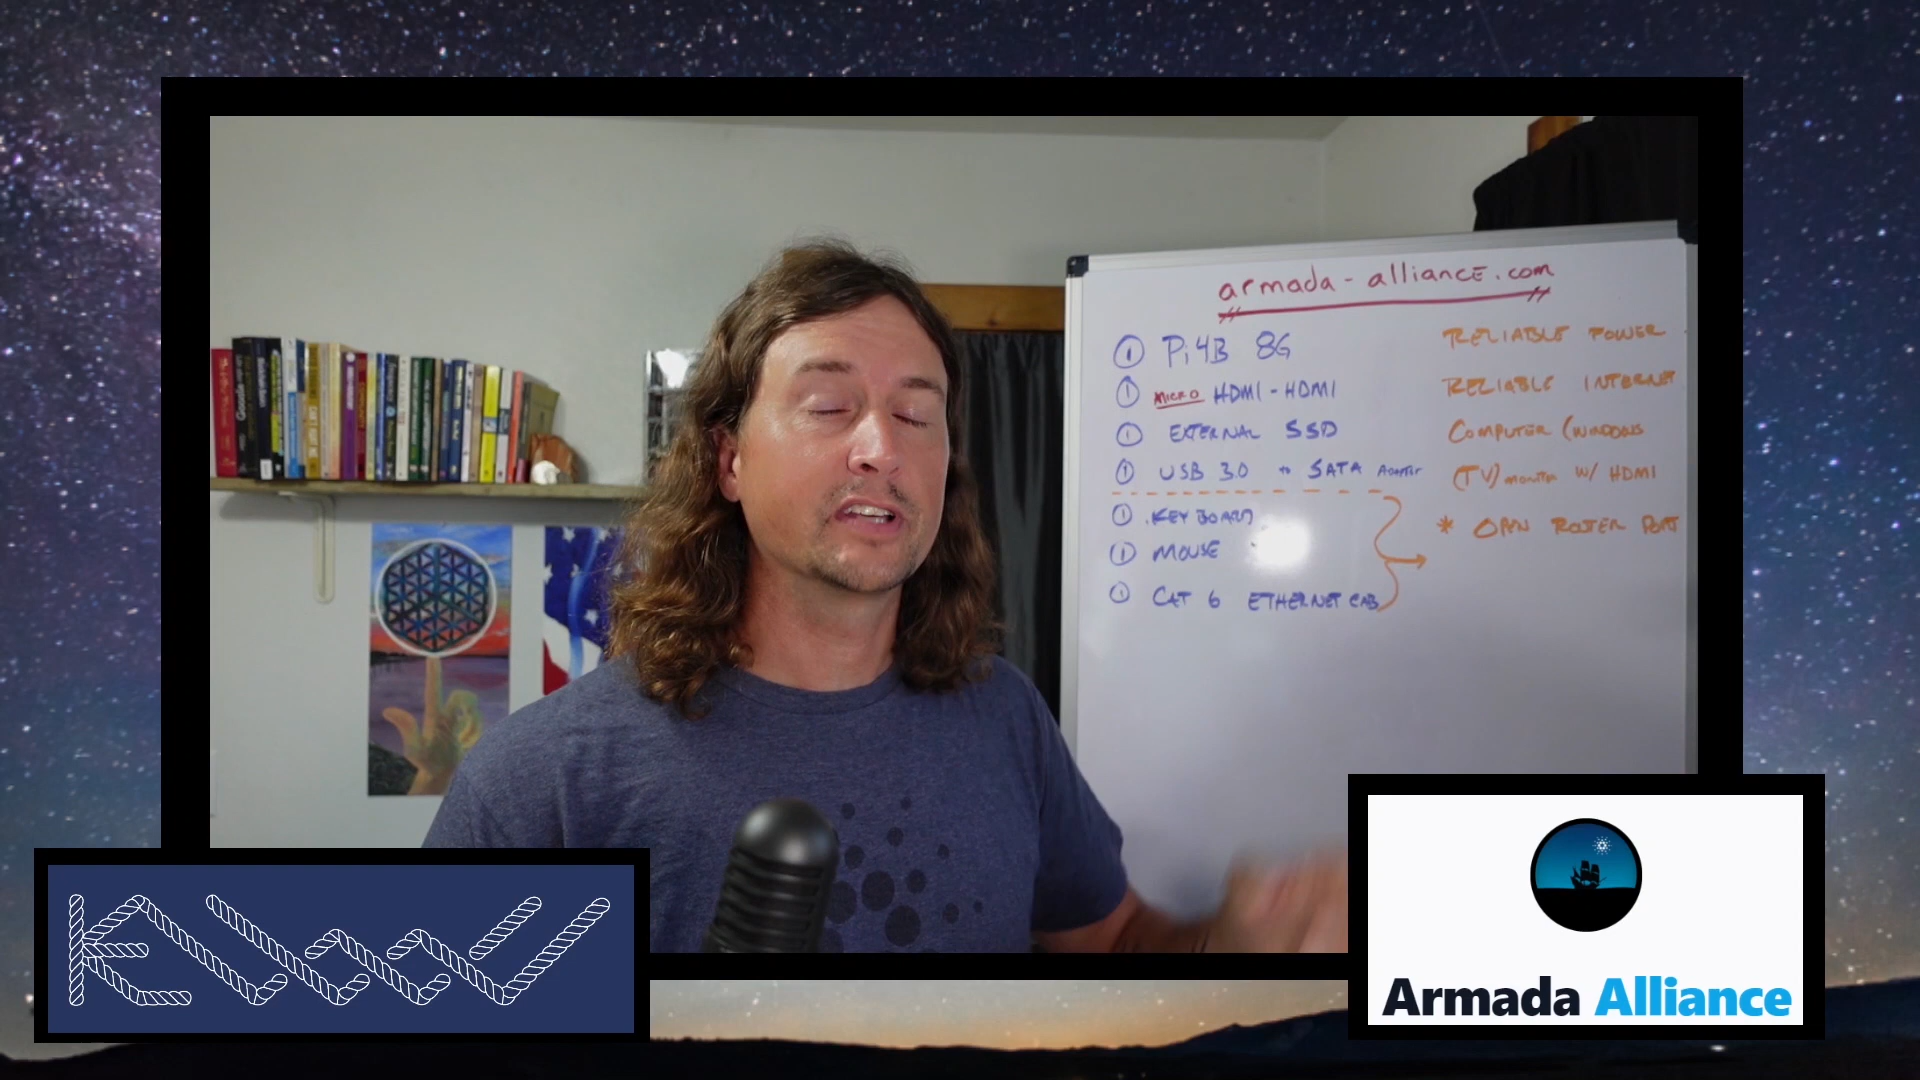 armada-alliance.com
① Pi4B 8G
① MICRO HDMI - HDMI
① EXTERNAL SSD
① USB 3.0 to SATA ADAPTER
① KEYBOARD
① MOUSE
① CAT 6 ETHERNET CAB
RELIABLE POWER
RELIABLE INTERNET
COMPUTER (WINDOWS
(TV) monitor W/ HDMI
* OPEN ROUTER PORT
Armada Alliance